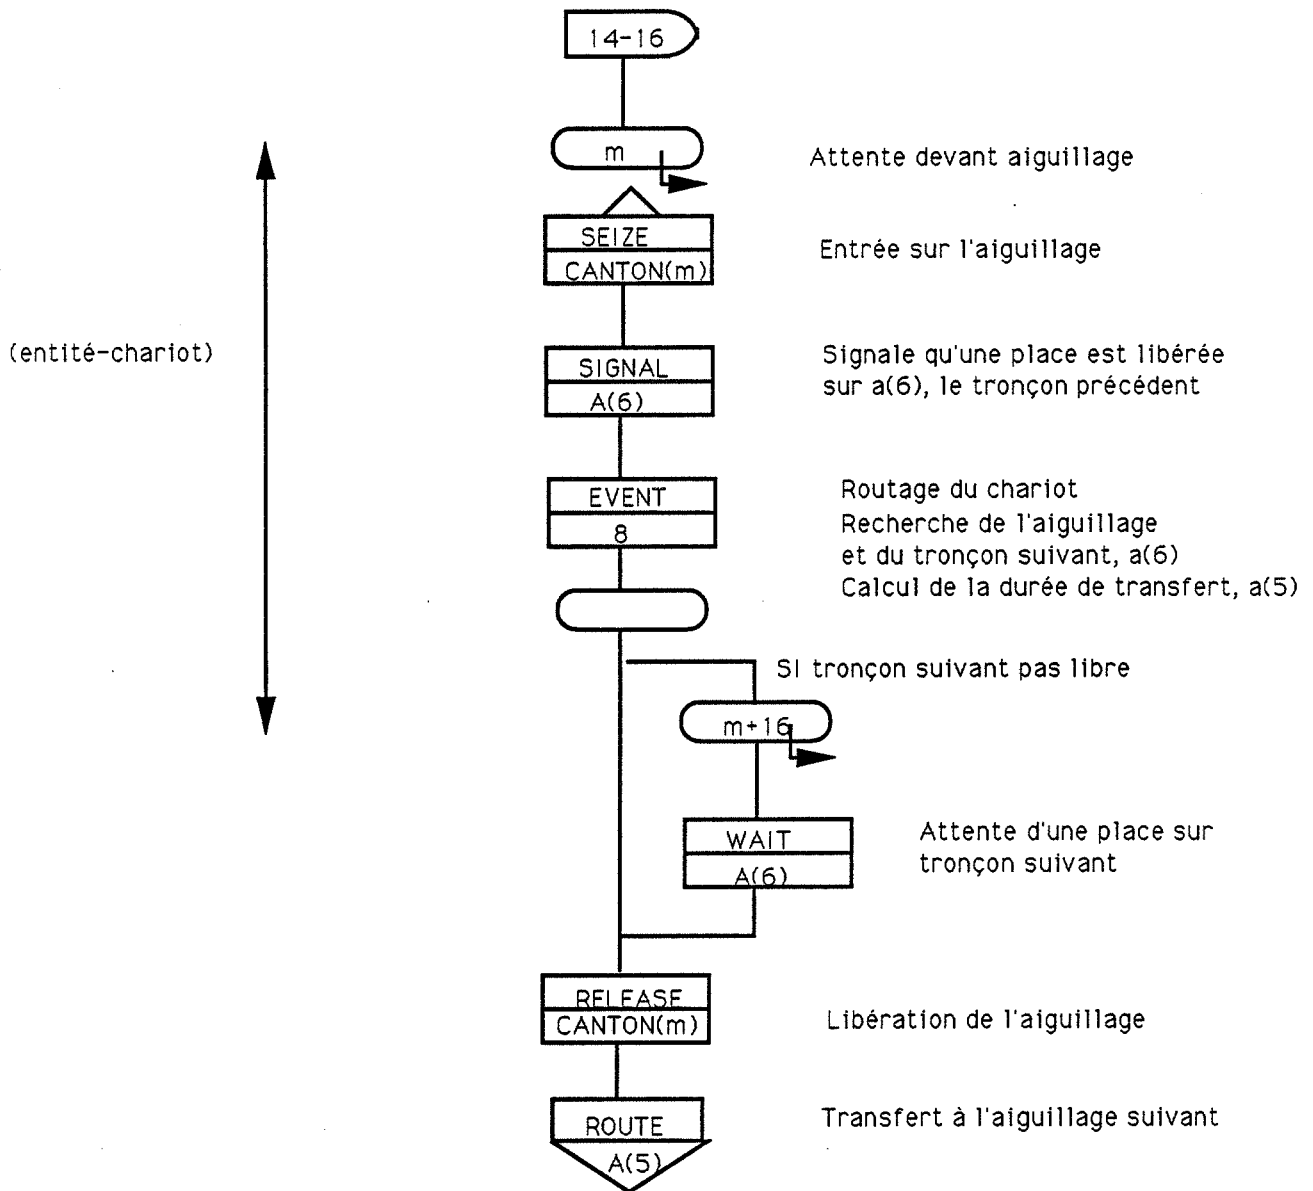 14-16
m
Attente devant aiguillage
SEIZE
CANTON(m)
Entrée sur l'aiguillage
(entité-chariot)
SIGNAL
A(6)
Signale qu'une place est libérée
sur a(6), le tronçon précédent
EVENT
8
Routage du chariot
Recherche de l'aiguillage
et du tronçon suivant, a(6)
Calcul de la durée de transfert, a(5)
SI tronçon suivant pas libre
m+16
WAIT
A(6)
Attente d'une place sur
tronçon suivant
RELEASE
CANTON(m)
Libération de l'aiguillage
ROUTE
A(5)
Transfert à l'aiguillage suivant